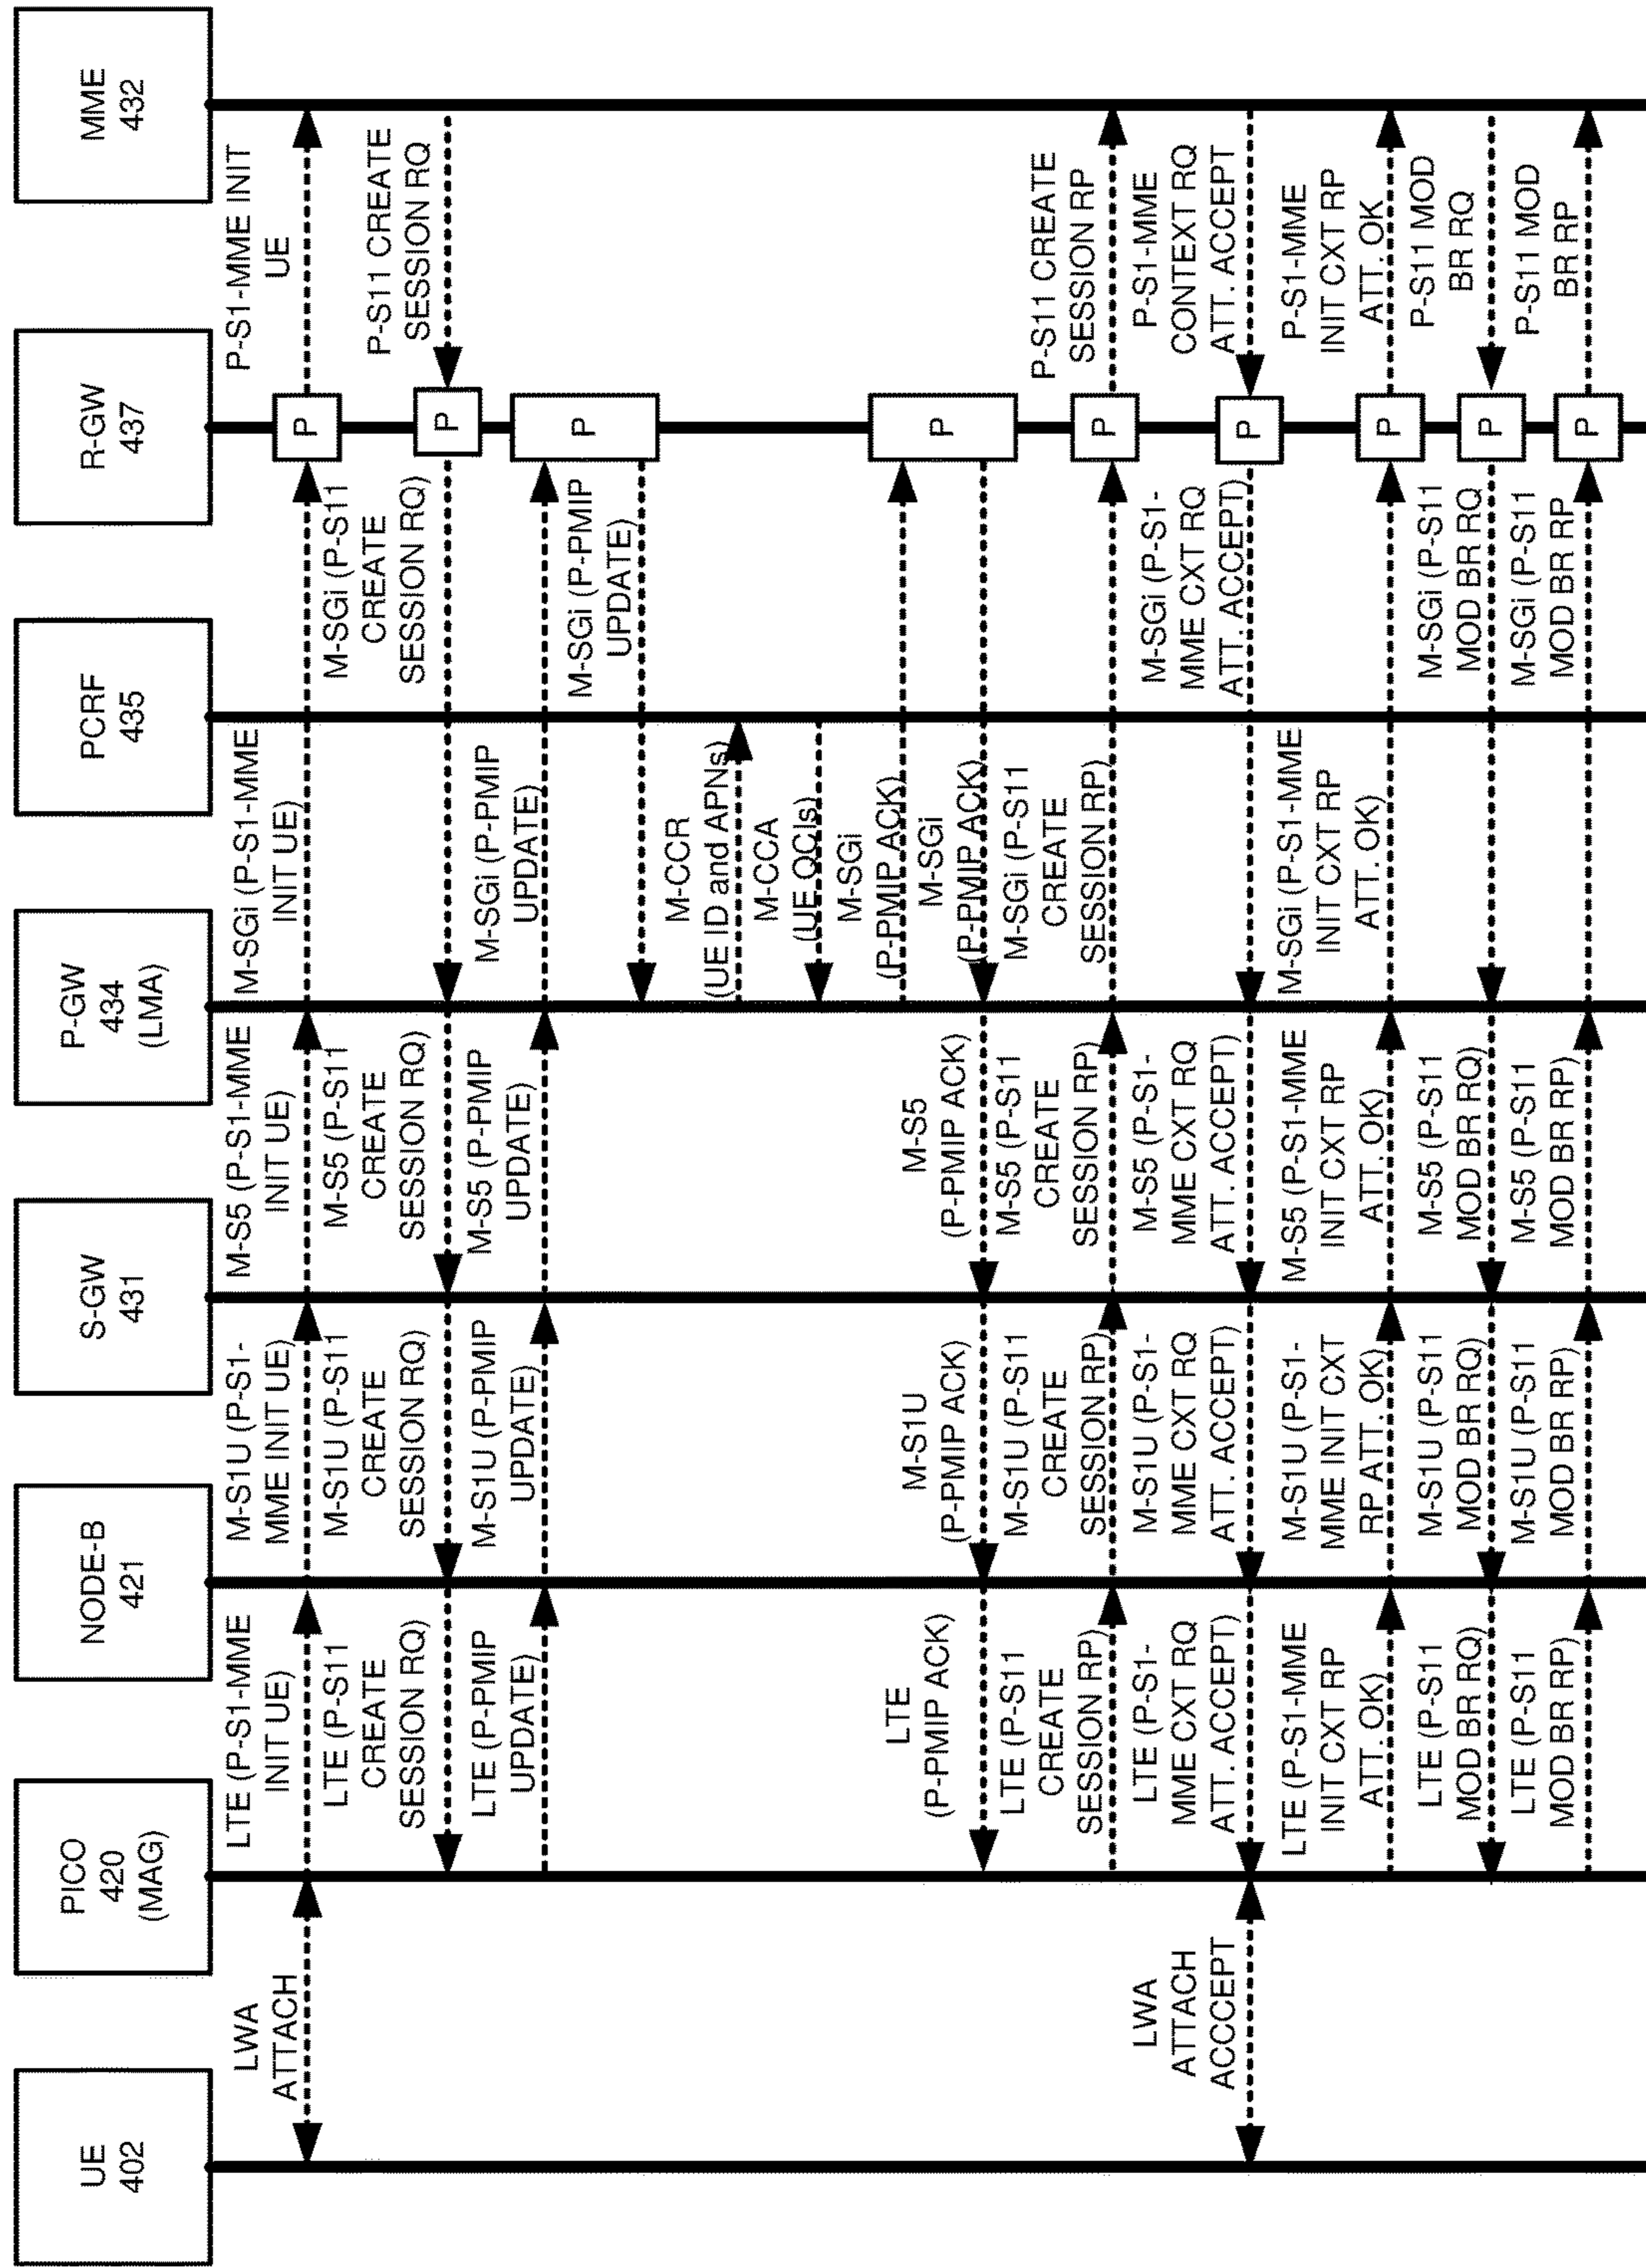 UE
402
PICO
420
(MAG)
NODE-B
421
S-GW
431
P-GW
434
(LMA)
PCRF
435
R-GW
437
MME
432
LWA
ATTACH
LTE (P-S1-MME
INIT UE)
M-S1U (P-S1-
MME INIT UE)
M-S5 (P-S1-MME
INIT UE)
M-SGi (P-S1-MME
INIT UE)
P
P-S1-MME INIT
UE
LTE (P-S11
CREATE
SESSION RQ)
M-S1U (P-S11
CREATE
SESSION RQ)
M-S5 (P-S11
CREATE
SESSION RQ)
M-SGi (P-S11
CREATE
SESSION RQ)
P
P-S11 CREATE
SESSION RQ
LTE (P-PMIP
UPDATE)
M-S1U (P-PMIP
UPDATE)
M-S5 (P-PMIP
UPDATE)
M-SGi (P-PMIP
UPDATE)
P
M-SGi (P-PMIP
UPDATE)
M-CCR
(UE ID and APNs)
M-CCA
(UE QCIs)
M-SGi
(P-PMIP ACK)
P
LTE
(P-PMIP ACK)
M-S1U
(P-PMIP ACK)
M-S5
(P-PMIP ACK)
M-SGi
(P-PMIP ACK)
LTE (P-S11
CREATE
SESSION RP)
M-S1U (P-S11
CREATE
SESSION RP)
M-S5 (P-S11
CREATE
SESSION RP)
M-SGi (P-S11
CREATE
SESSION RP)
P
P-S11 CREATE
SESSION RP
LWA
ATTACH
ACCCEPT
LTE (P-S1-
MME CXT RQ
ATT. ACCEPT)
M-S1U (P-S1-
MME CXT RQ
ATT. ACCEPT)
M-S5 (P-S1-
MME CXT RQ
ATT. ACCEPT)
M-SGi (P-S1-
MME CXT RQ
ATT. ACCEPT)
P
P-S1-MME
CONTEXT RQ
ATT. ACCEPT
LTE (P-S1-MME
INIT CXT RP
ATT. OK)
M-S1U (P-S1-
MME INIT CXT
RP ATT. OK)
M-S5 (P-S1-MME
INIT CXT RP
ATT. OK)
M-SGi (P-S1-MME
INIT CXT RP
ATT. OK)
P
P-S1-MME
INIT CXT RP
ATT. OK
LTE (P-S11
MOD BR RQ)
M-S1U (P-S11
MOD BR RQ)
M-S5 (P-S11
MOD BR RQ)
M-SGi (P-S11
MOD BR RQ
P
P-S11 MOD
BR RQ
LTE (P-S11
MOD BR RP)
M-S1U (P-S11
MOD BR RP)
M-S5 (P-S11
MOD BR RP)
M-SGi (P-S11
MOD BR RP
P
P-S11 MOD
BR RP